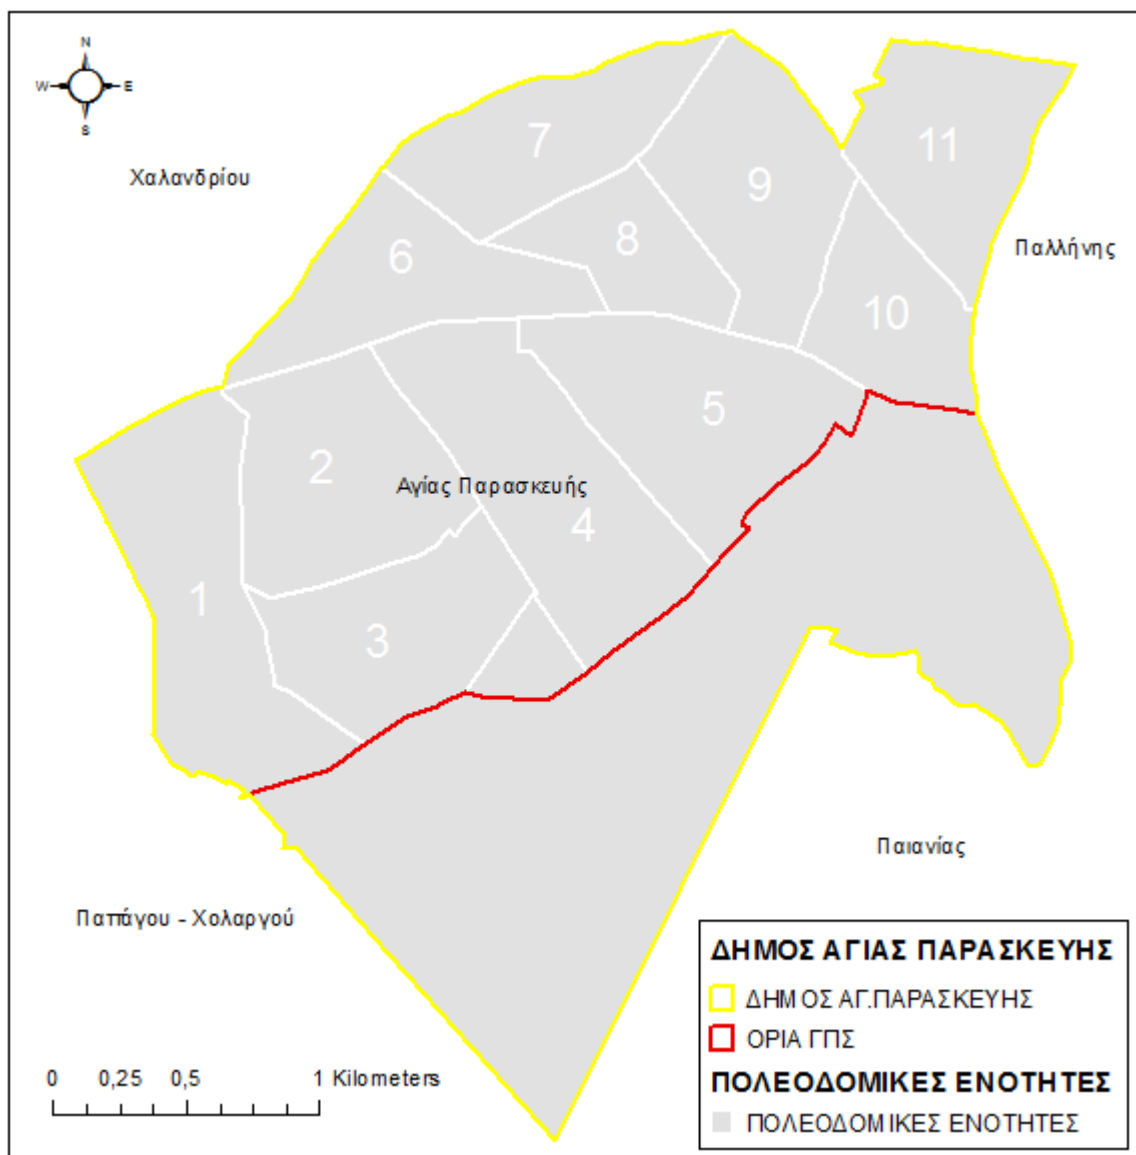 N
W E
S
Χαλανδρίου
7
11
9
8
6
Παλλήνης
10
5
2
Αγίας Παρασκευής
4
1
3
Παιανίας
Παπάγου - Χολαργού
ΔΗΜΟΣ ΑΓΙΑΣ ΠΑΡΑΣΚΕΥΗΣ
ΔΗΜΟΣ ΑΓ.ΠΑΡΑΣΚΕΥΗΣ
ΟΡΙΑ ΓΠΣ
ΠΟΛΕΟΔΟΜΙΚΕΣ ΕΝΟΤΗΤΕΣ
ΠΟΛΕΟΔΟΜΙΚΕΣ ΕΝΟΤΗΤΕΣ
0 0,25 0,5 1 Kilometers